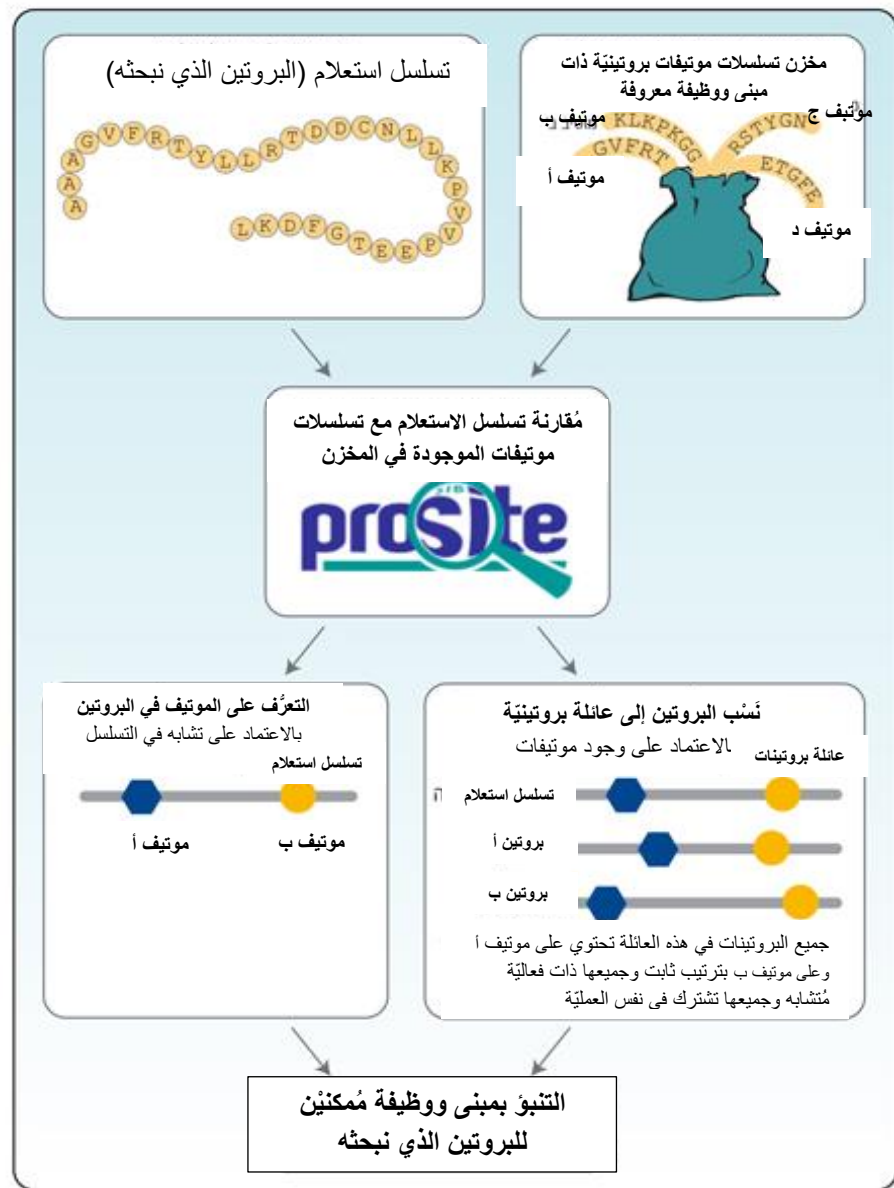 تسلسل استعلام (البروتين الذي نبحثه)
AAAGVFRTYLLRTDDCNLLKPVVPEETGFDKL
مخزن تسلسلات موتيفات بروتينيّة ذات
مبنى ووظيفة معروفة
موتيف ب
KLKPKGG
RSTYGN
موتيف ج
موتيف أ
GVFRT
ETGFE
موتيف د
مُقارنة تسلسل الاستعلام مع تسلسلات
موتيفات الموجودة في المخزن
prosite
التعرُّف على الموتيف في البروتين
بالاعتماد على تشابه في التسلسل
تسلسل استعلام
موتيف أ
موتيف ب
نَسْب البروتين إلى عائلة بروتينيّة
بالاعتماد على وجود موتيفات
عائلة بروتينات
تسلسل استعلام
بروتين أ
بروتين ب
جميع البروتينات في هذه العائلة تحتوي على موتيف أ
وعلى موتيف ب بترتيب ثابت وجميعها ذات فعاليّة
مُتشابه وجميعها تشترك في نفس العمليّة
التنبؤ بمبنى ووظيفة مُمكنيْن
للبروتين الذي نبحثه